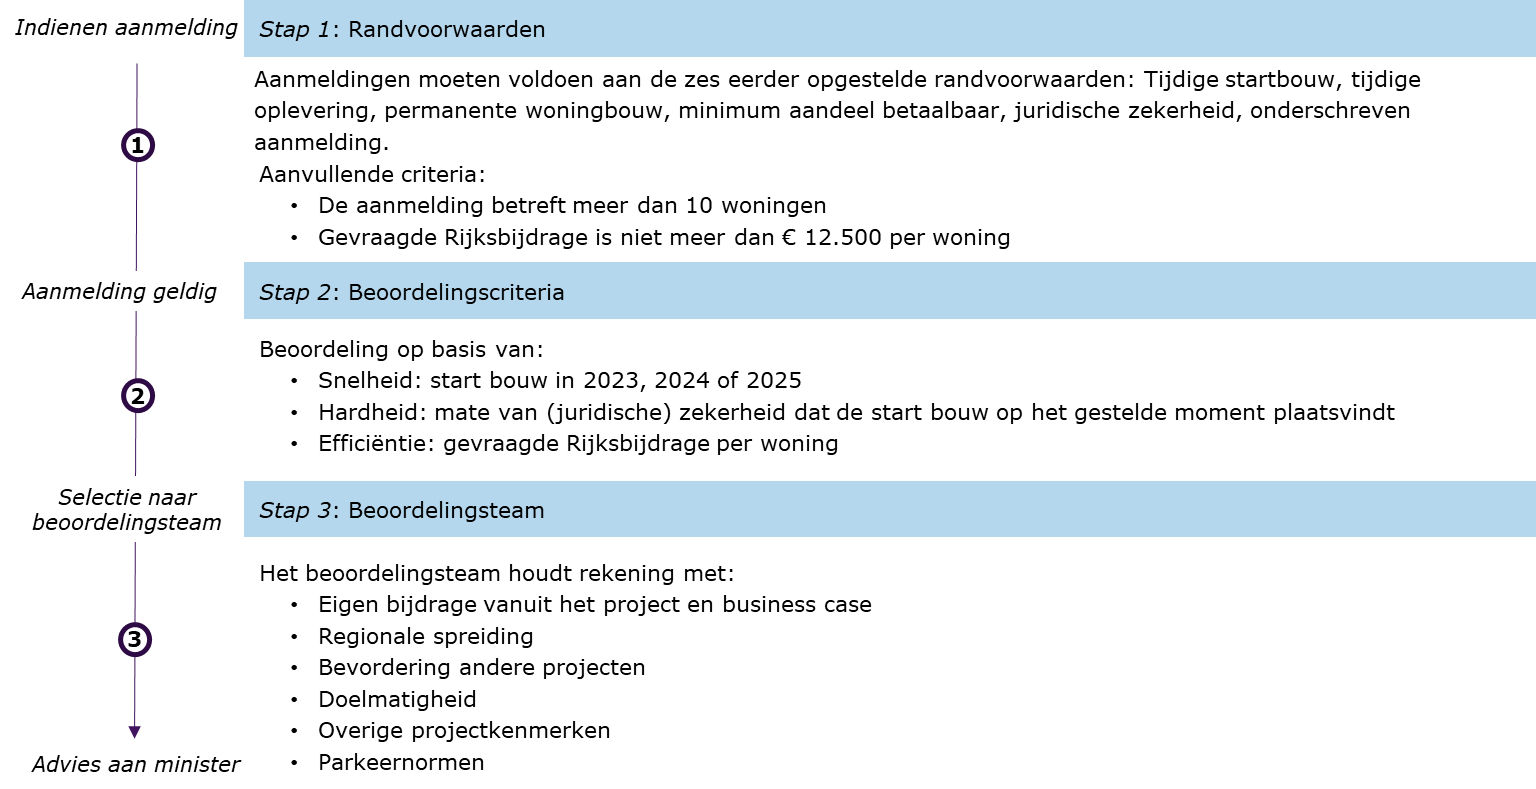 Indienen aanmelding
Stap 1: Randvoorwaarden
Aanmeldingen moeten voldoen aan de zes eerder opgestelde randvoorwaarden: Tijdige startbouw, tijdige
oplevering, permanente woningbouw, minimum aandeel betaalbaar, juridische zekerheid, onderschreven
aanmelding.
1
Aanvullende criteria:
• De aanmelding betreft meer dan 10 woningen
• Gevraagde Rijksbijdrage is niet meer dan € 12.500 per woning
Aanmelding geldig
Stap 2: Beoordelingscriteria
Beoordeling op basis van:
• Snelheid: start bouw in 2023, 2024 of 2025
2
• Hardheid: mate van (juridische) zekerheid dat de start bouw op het gestelde moment plaatsvindt
• Efficiëntie: gevraagde Rijksbijdrage per woning
Selectie naar
beoordelingsteam
Stap 3: Beoordelingsteam
Het beoordelingsteam houdt rekening met:
• Eigen bijdrage vanuit het project en business case
• Regionale spreiding
3
• Bevordering andere projecten
• Doelmatigheid
• Overige projectkenmerken
• Parkeernormen
Advies aan minister